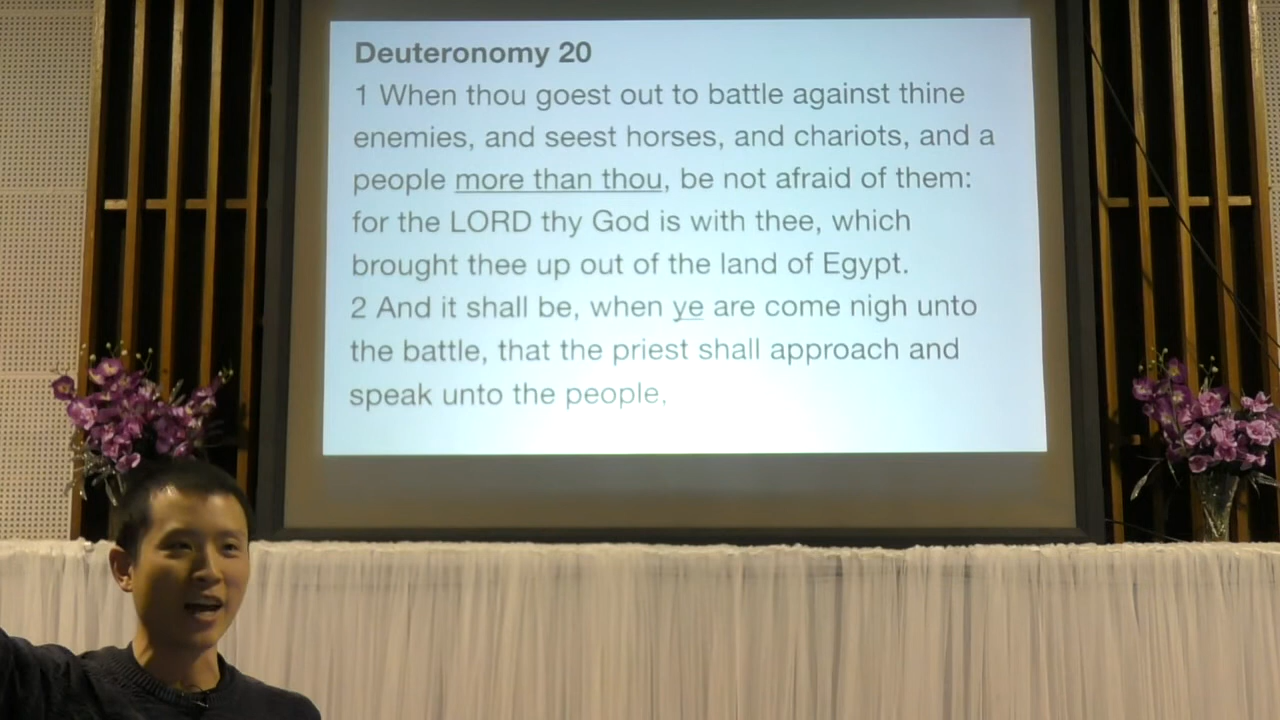 Deuteronomy 20
1 When thou goest out to battle against thine
enemies, and seest horses, and chariots, and a
people more than thou, be not afraid of them:
for the LORD thy God is with thee, which
brought thee up out of the land of Egypt.
2 And it shall be, when ye are come nigh unto
the battle, that the priest shall approach and
speak unto the people,